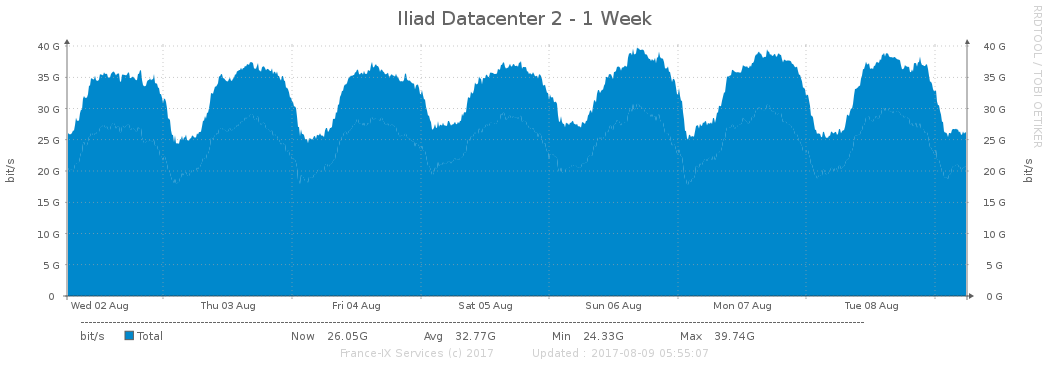 Iliad Datacenter 2 - 1 Week
RRDTOOL / TOBI OETIKER
40 G 40 G
35 G 35 G
30 G 30 G
25 G 25 G
20 G 20 G
15 G 15 G
10 G 10 G
5 G 5 G
0 0 G
bit/s bit/s
Wed 02 Aug Thu 03 Aug Fri 04 Aug Sat 05 Aug Sun 06 Aug Mon 07 Aug Tue 08 Aug
bit/s Total Now 26.05G Avg 32.77G Min 24.33G Max 39.74G
France-IX Services (c) 2017 Updated : 2017-08-09 05:55:07